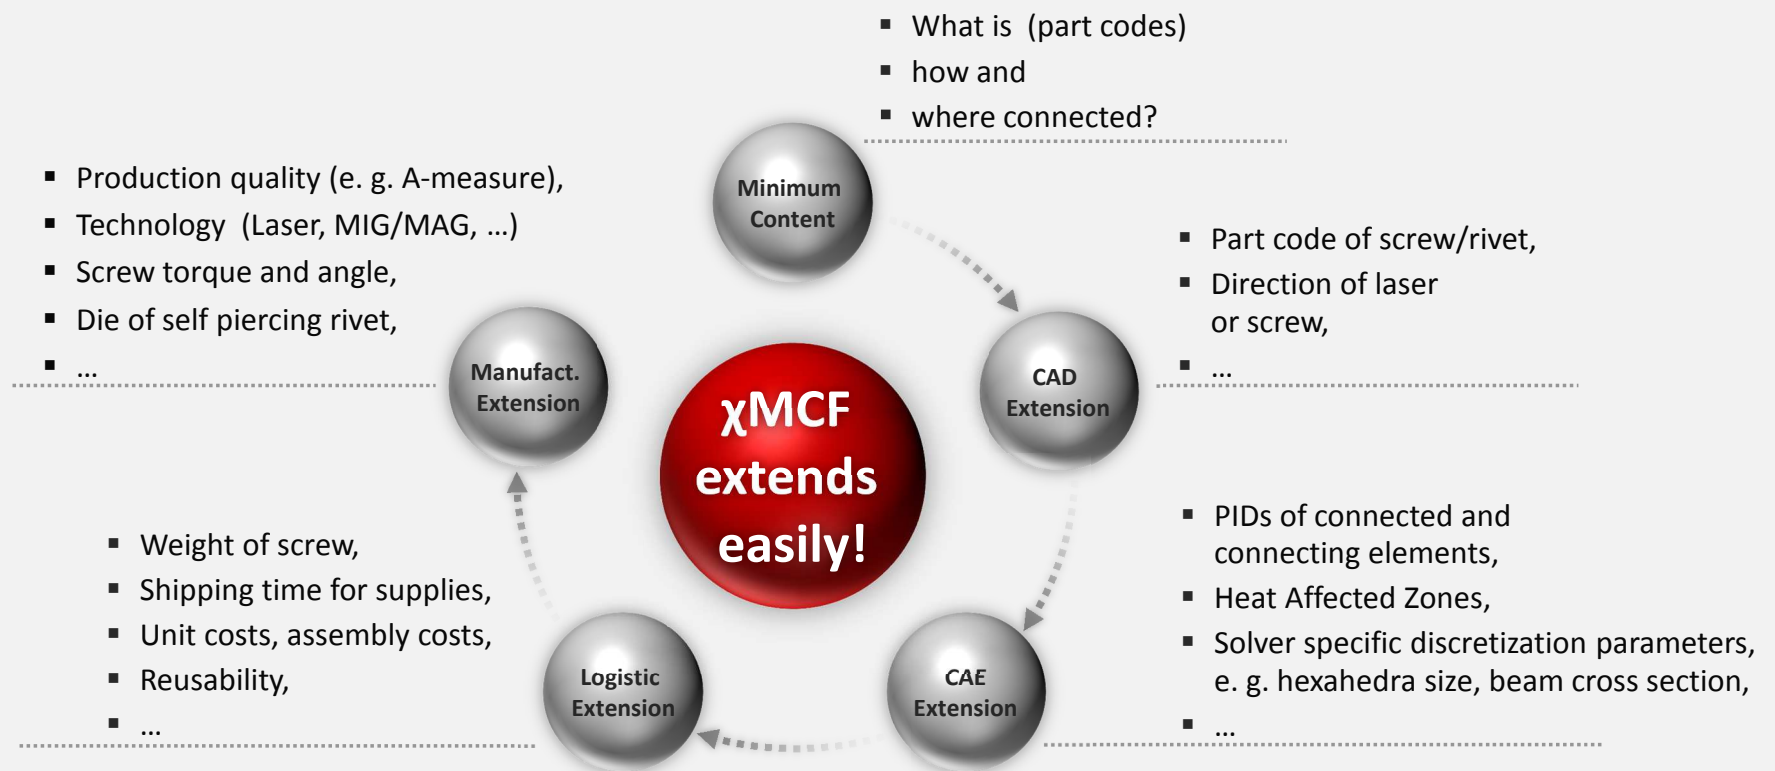 ▪ What is  (part codes)
▪ how and
▪ where connected?
Minimum
Content
▪ Production quality (e. g. A-measure),
▪ Technology  (Laser, MIG/MAG, ...)
▪ Screw torque and angle,
▪ Die of self piercing rivet,
▪ ...
Manufact.
Extension
▪ Part code of screw/rivet,
▪ Direction of laser
or screw,
▪ ...
CAD
Extension
χMCF
extends
easily!
▪ PIDs of connected and
connecting elements,
▪ Heat Affected Zones,
▪ Solver specific discretization parameters,
e. g. hexahedra size, beam cross section,
▪ ...
CAE
Extension
▪ Weight of screw,
▪ Shipping time for supplies,
▪ Unit costs, assembly costs,
▪ Reusability,
▪ ...
Logistic
Extension